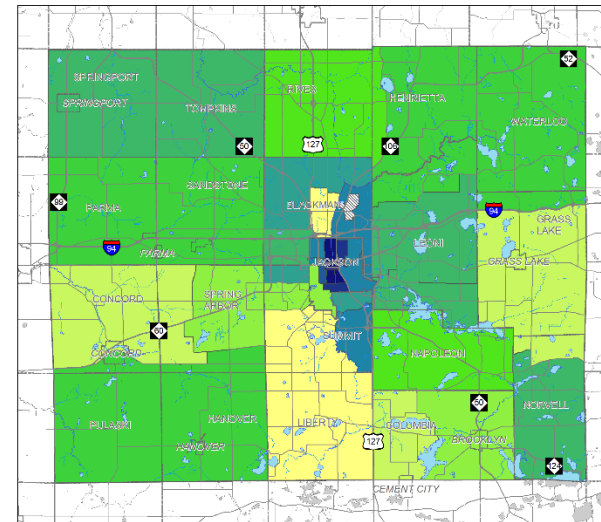 52
SPRINGPORT
SPRINGPORT
TOMPKINS
RIVES
HENRIETTA
WATERLOO
50
127
106
SANDSTONE
99
PARMA
BLACKMAN
94
GRASS
LAKE
LEONI
94
PARMA
JACKSON
GRASS LAKE
CONCORD
SPRING
ARBOR
60
CONCORD
SUMMIT
NAPOLEON
PULASKI
HANOVER
HANOVER
LIBERTY
COLUMBIA
50
NORVELL
127
BROOKLYN
124
CEMENT CITY